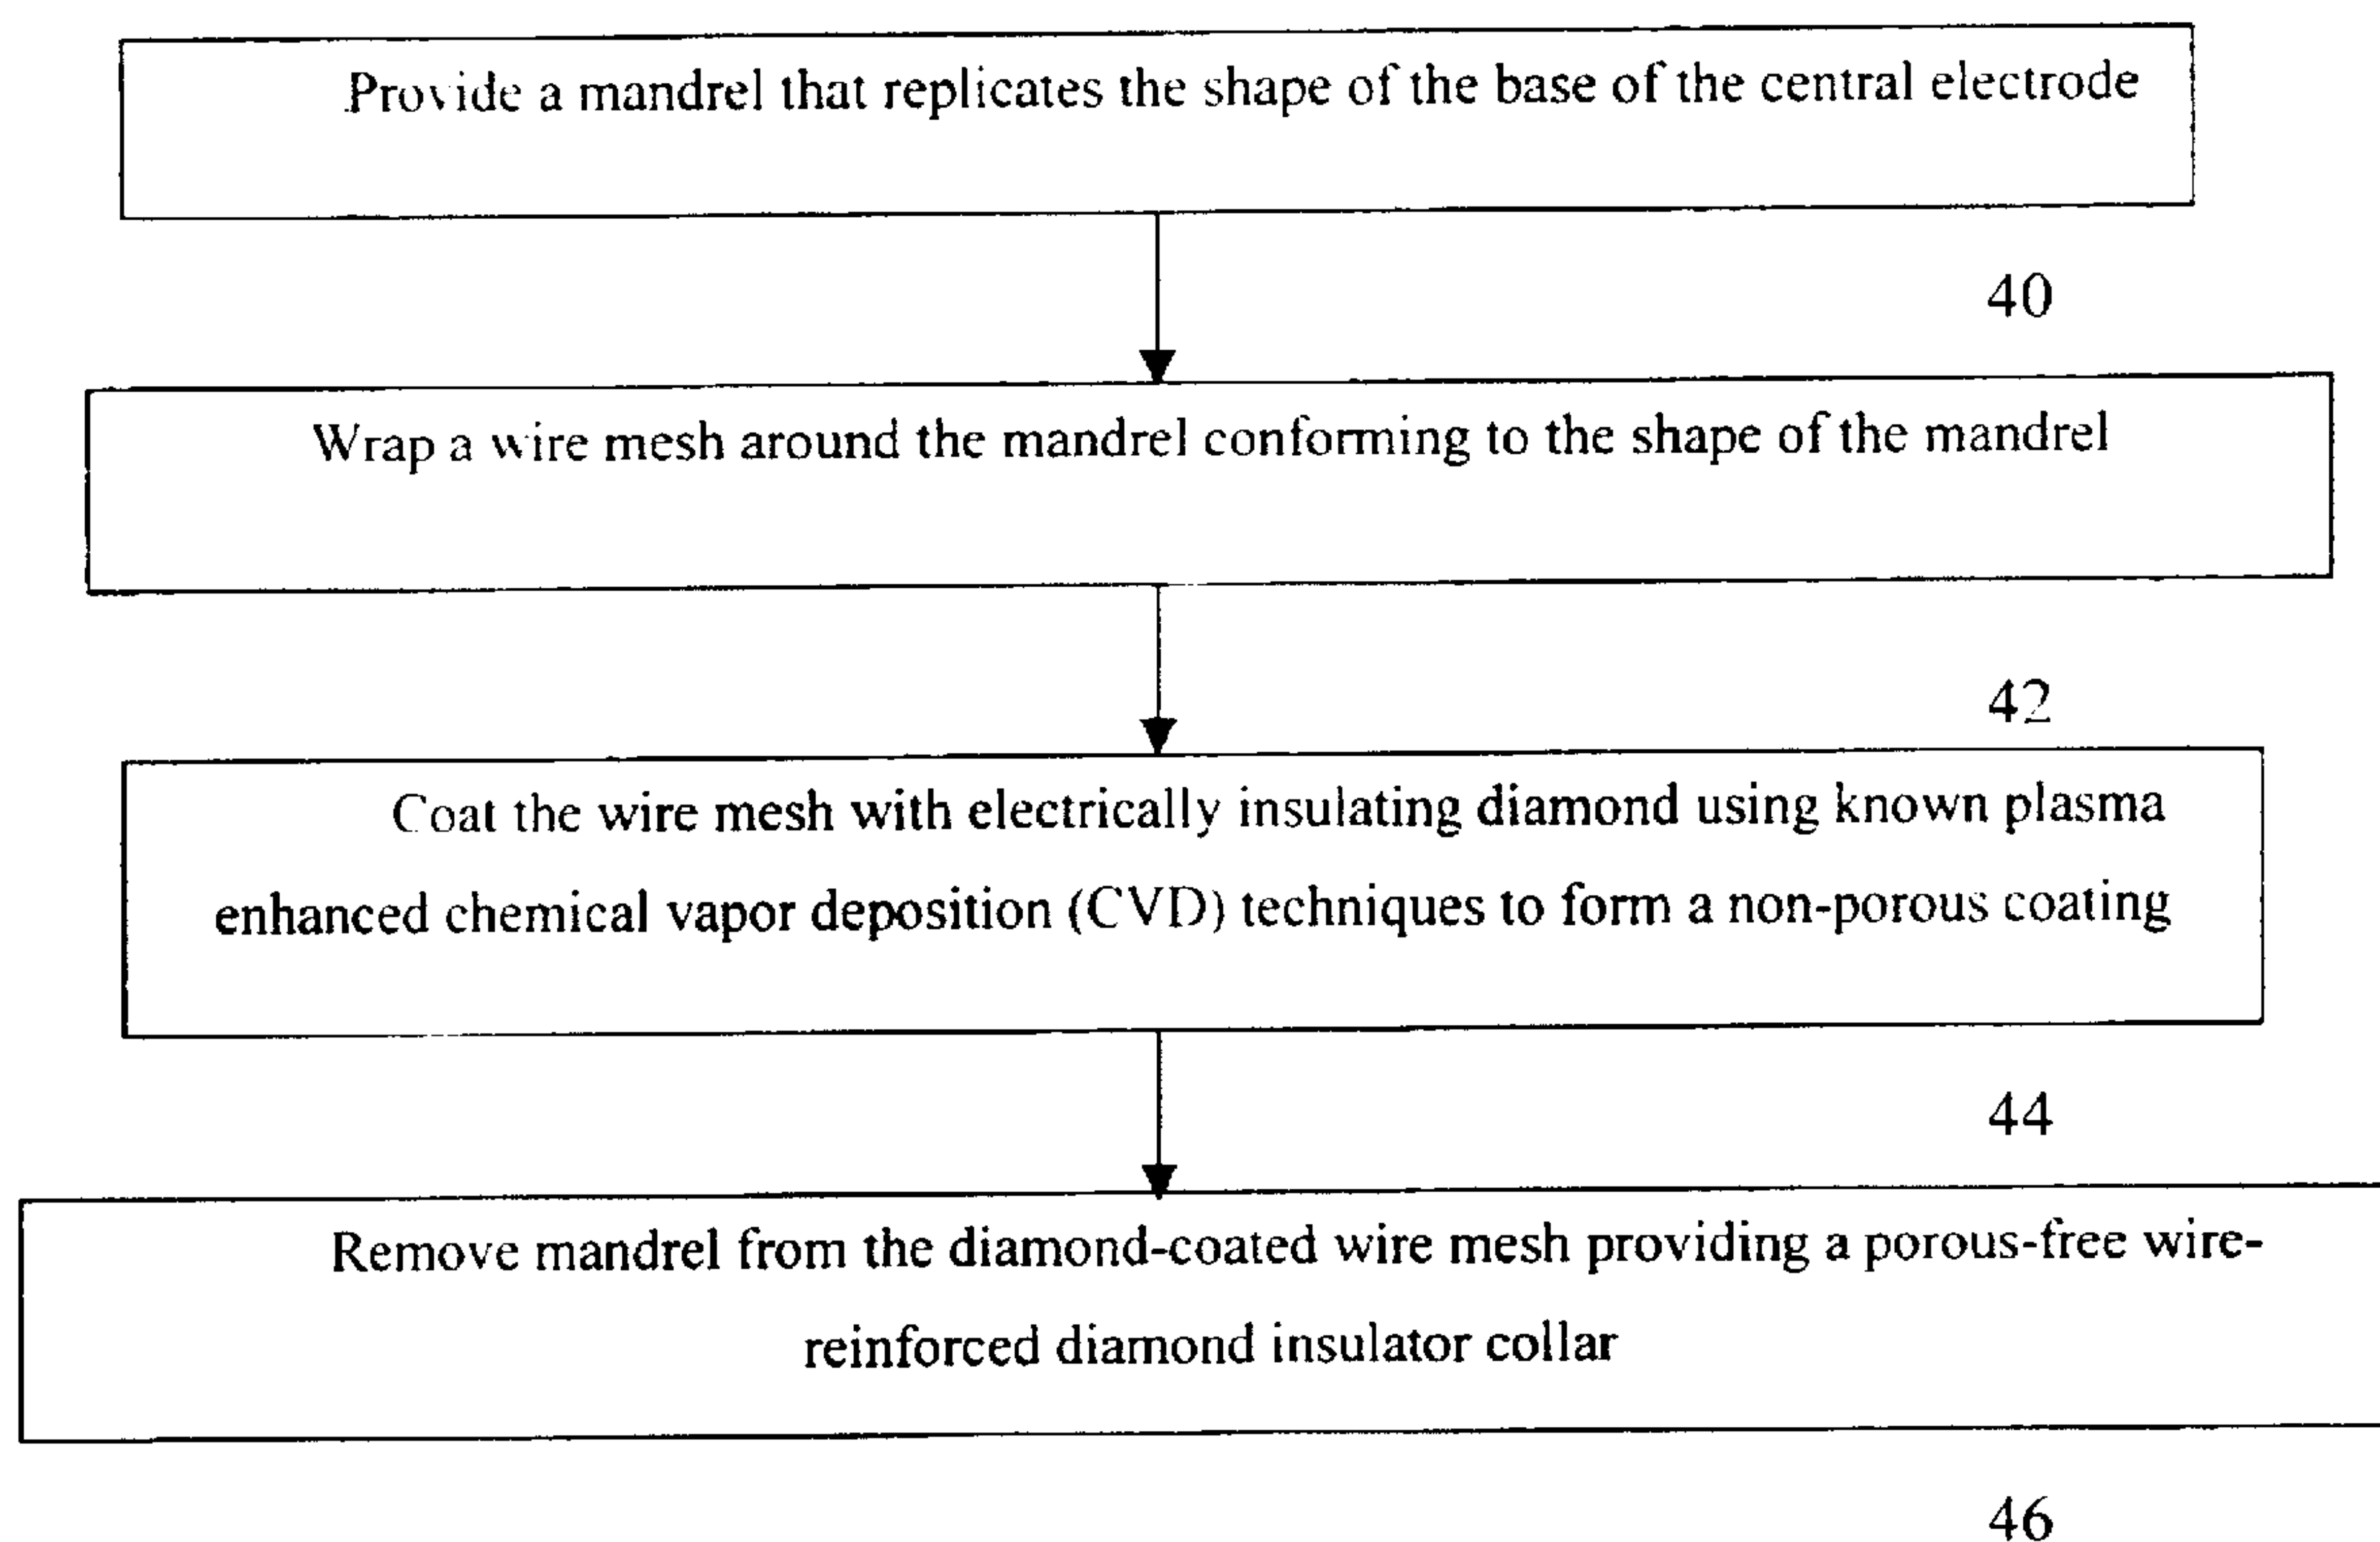 Provide a mandrel that replicates the shape of the base of the central electrode
40
Wrap a wire mesh around the mandrel conforming to the shape of the mandrel
42
Coat the wire mesh with electrically insulating diamond using known plasma
enhanced chemical vapor deposition (CVD) techniques to form a non-porous coating
44
Remove mandrel from the diamond-coated wire mesh providing a porous-free wire-
reinforced diamond insulator collar
46